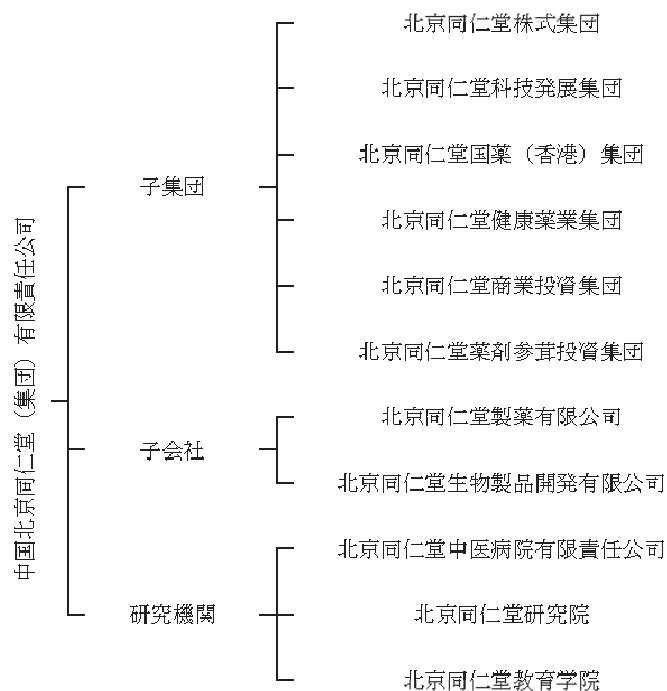 中国北京同仁堂（集団）有限責任公司
子集団
北京同仁堂株式集団
北京同仁堂科技発展集団
北京同仁堂国薬（香港）集団
北京同仁堂健康薬業集団
北京同仁堂商業投資集団
北京同仁堂薬剤参茸投資集団
子会社
北京同仁堂製薬有限公司
北京同仁堂生物製品開発有限公司
研究機関
北京同仁堂中医病院有限責任公司
北京同仁堂研究院
北京同仁堂教育学院